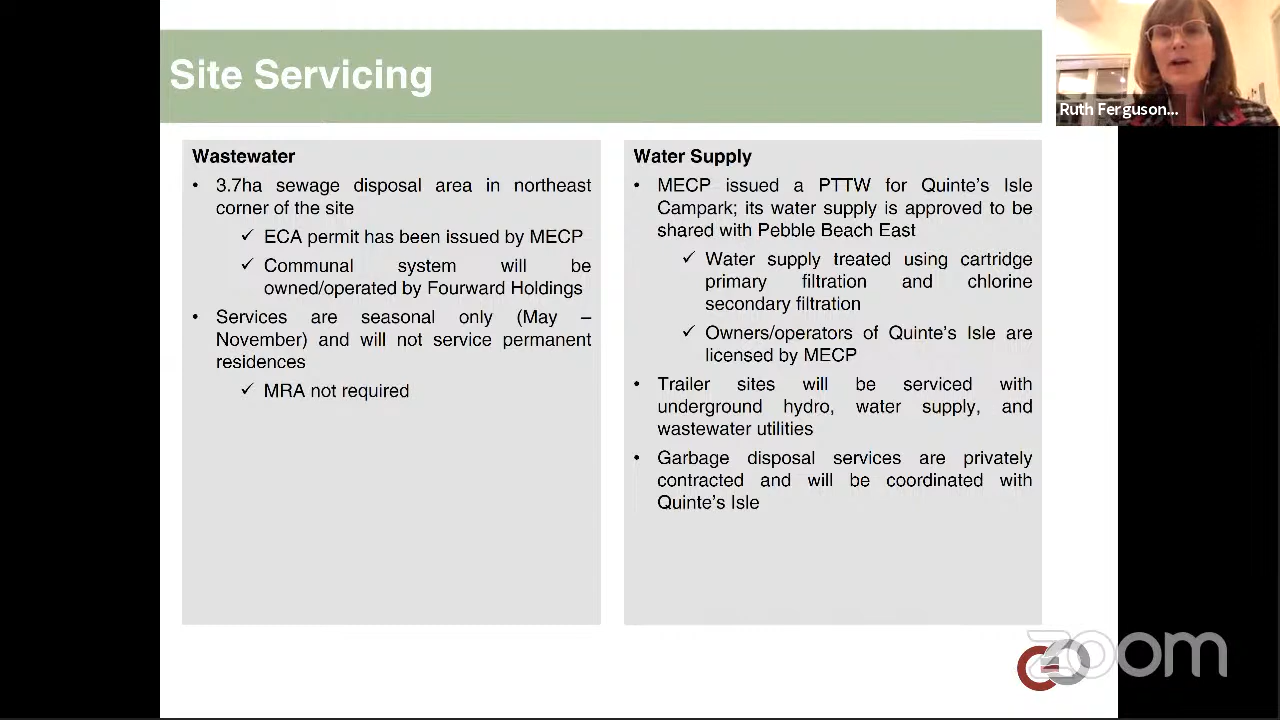 Site Servicing
Ruth Ferguson...
Wastewater
• 3.7ha sewage disposal area in northeast
corner of the site
✓ ECA permit has been issued by MECP
✓ Communal system will be
owned/operated by Fourward Holdings
• Services are seasonal only (May –
November) and will not service permanent
residences
✓ MRA not required
Water Supply
• MECP issued a PTTW for Quinte's Isle
Campark; its water supply is approved to be
shared with Pebble Beach East
✓ Water supply treated using cartridge
primary filtration and chlorine
secondary filtration
✓ Owners/operators of Quinte's Isle are
licensed by MECP
• Trailer sites will be serviced with
underground hydro, water supply, and
wastewater utilities
• Garbage disposal services are privately
contracted and will be coordinated with
Quinte's Isle
zoom